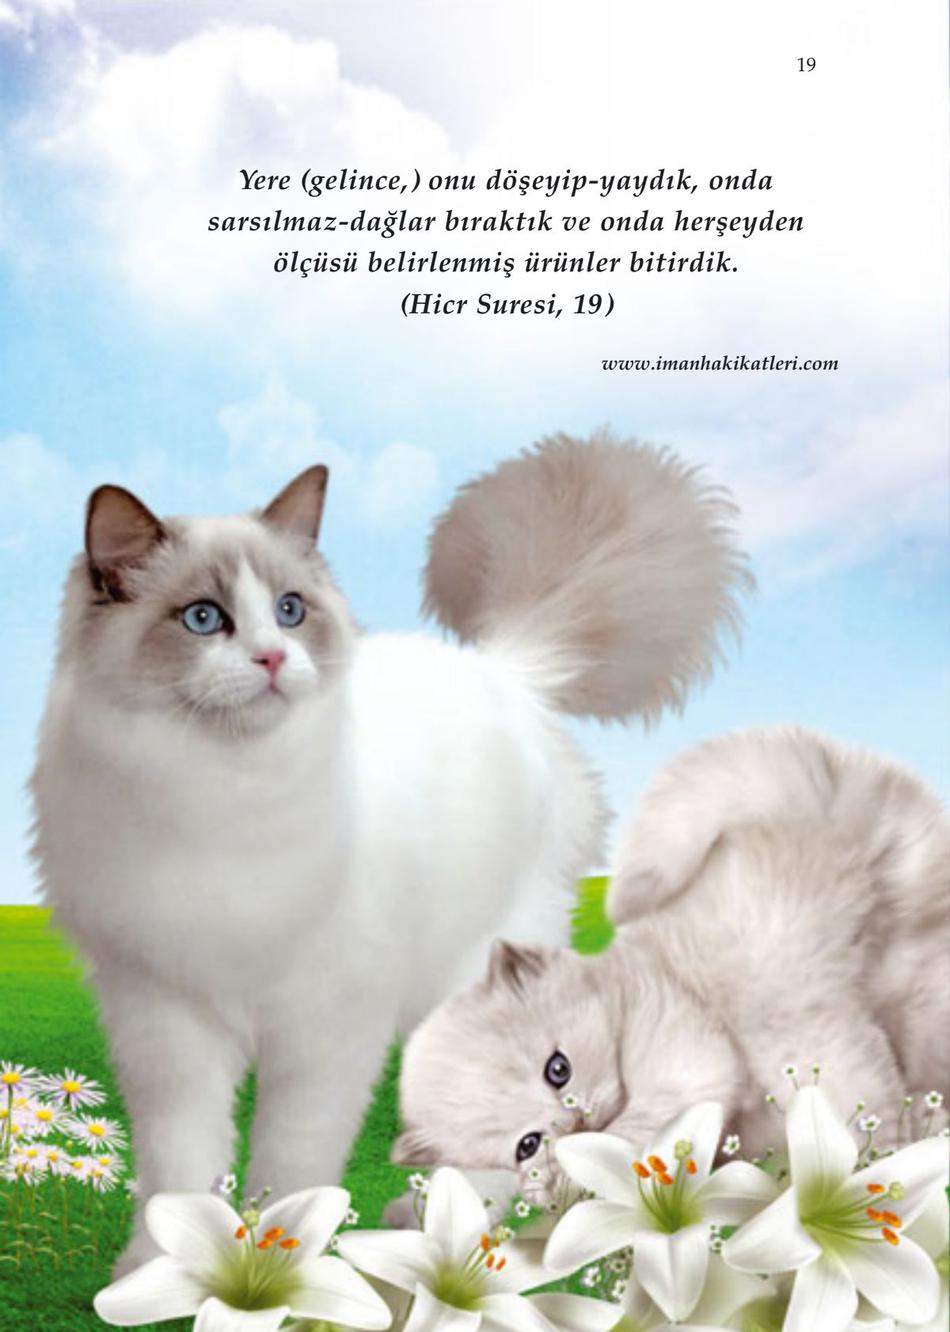 19
Yere (gelince,) onu döşeyip-yaydık, onda
sarsılmaz-dağlar bıraktık ve onda herşeyden
ölçüsü belirlenmiş ürünler bitirdik.
(Hicr Suresi, 19)
www.imanhakikatleri.com